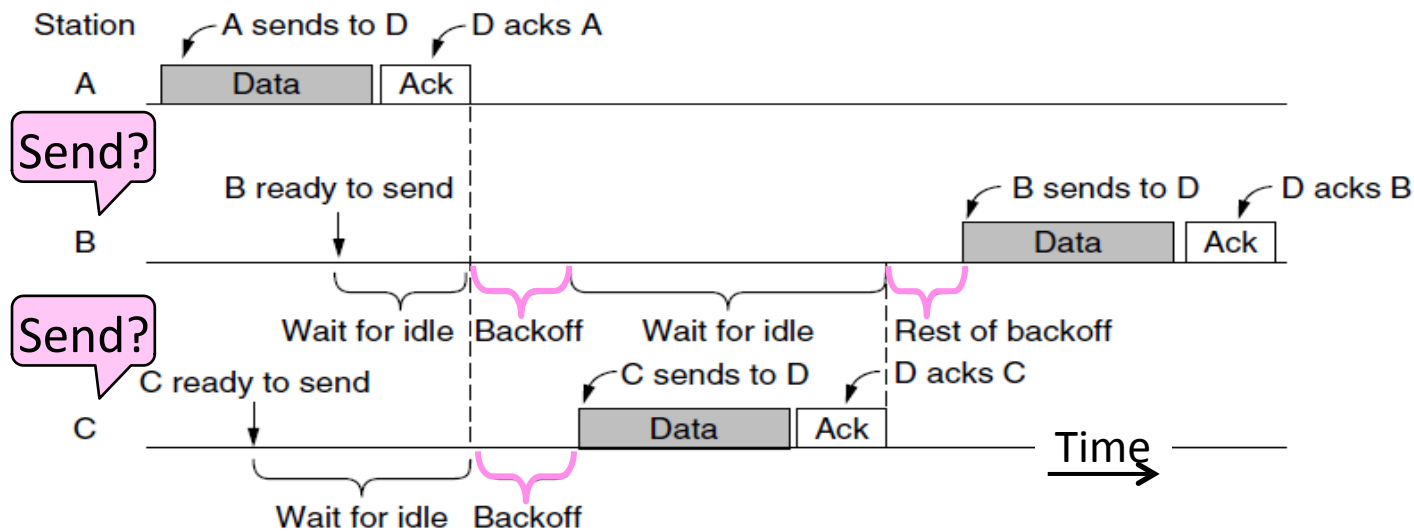 Station
A sends to D
D acks A
A
Data
Ack
Send?
B ready to send
B sends to D
D acks B
B
Data
Ack
Wait for idle
Backoff
Wait for idle
Rest of backoff
Send?
C ready to send
C sends to D
D acks C
C
Data
Ack
Time
Wait for idle
Backoff